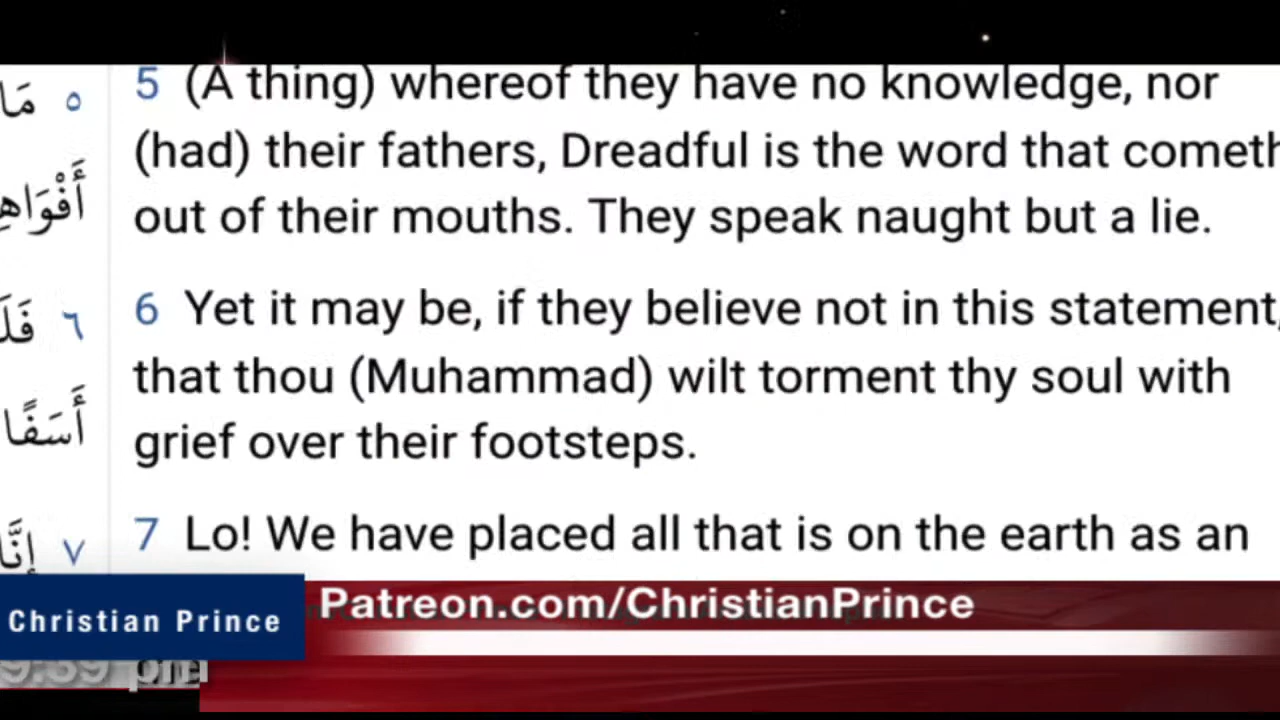 5 (A thing) whereof they have no knowledge, nor
(had) their fathers, Dreadful is the word that cometh
out of their mouths. They speak naught but a lie.
6 Yet it may be, if they believe not in this statement,
that thou (Muhammad) wilt torment thy soul with
grief over their footsteps.
7 Lo! We have placed all that is on the earth as an
٥ مَا
٦
أَسَفًا
٧ إِنَّا
Patreon.com/ChristianPrince
Christian Prince
9:39 pm